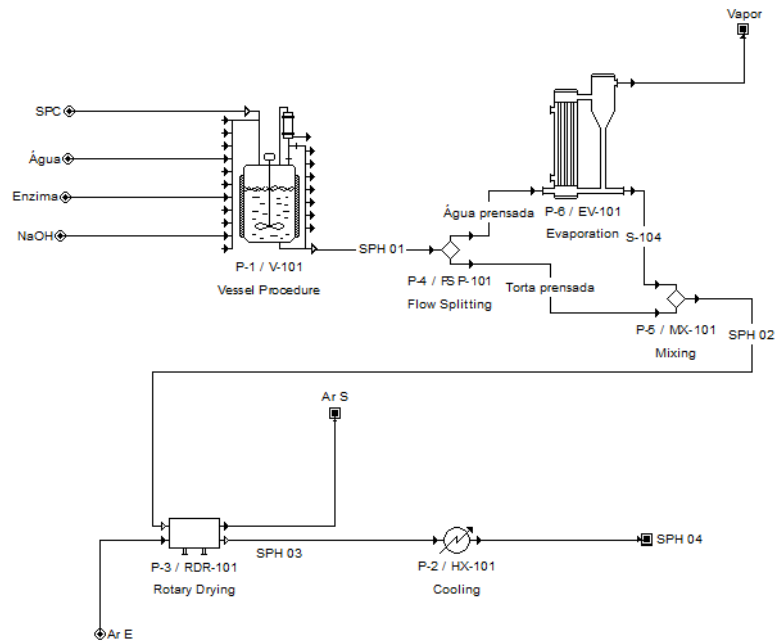 Vapor
SPC
Água
Enzima
NaOH
P-1 / V-101
Vessel Procedure
SPH 01
Água prensada
P-4 / FSP-101
Flow Splitting
Torta prensada
P-6 / EV-101
Evaporation
S-104
P-5 / MX-101
Mixing
SPH 02
Ar S
P-3 / RDR-101
Rotary Drying
SPH 03
P-2 / HX-101
Cooling
SPH 04
Ar E